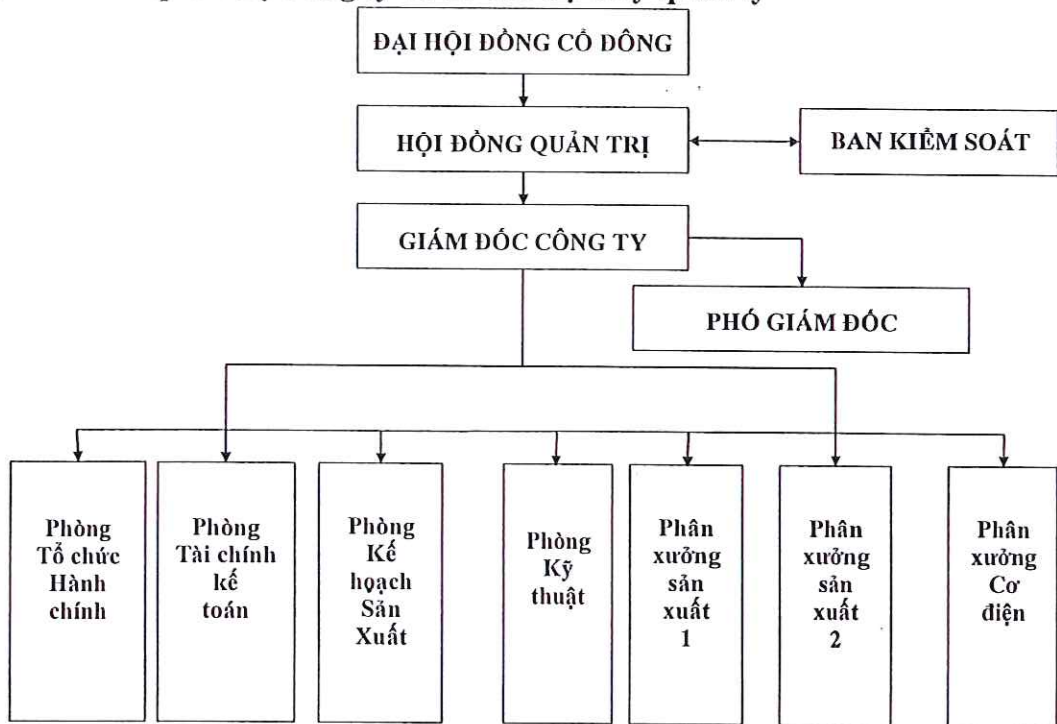 ĐẠI HỘI ĐỒNG CỔ ĐÔNG
HỘI ĐỒNG QUẢN TRỊ
BAN KIỂM SOÁT
GIÁM ĐỐC CÔNG TY
PHÓ GIÁM ĐỐC
Phòng
Tổ chức
Hành
chính
Phòng
Tài chính
kế
toán
Phòng
Kế
hoạch
Sản
Xuất
Phòng
Kỹ
thuật
Phân
xưởng
sản
xuất
1
Phân
xưởng
sản
xuất
2
Phân
xưởng
Cơ
điện